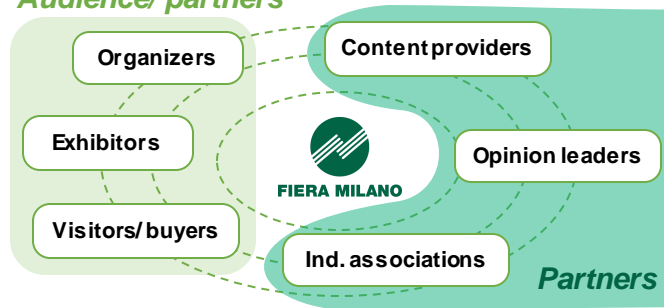 Audience/ partners
Organizers
Content providers
Exhibitors
Opinion leaders
FIERA MILANO
Visitors/ buyers
Ind. associations
Partners